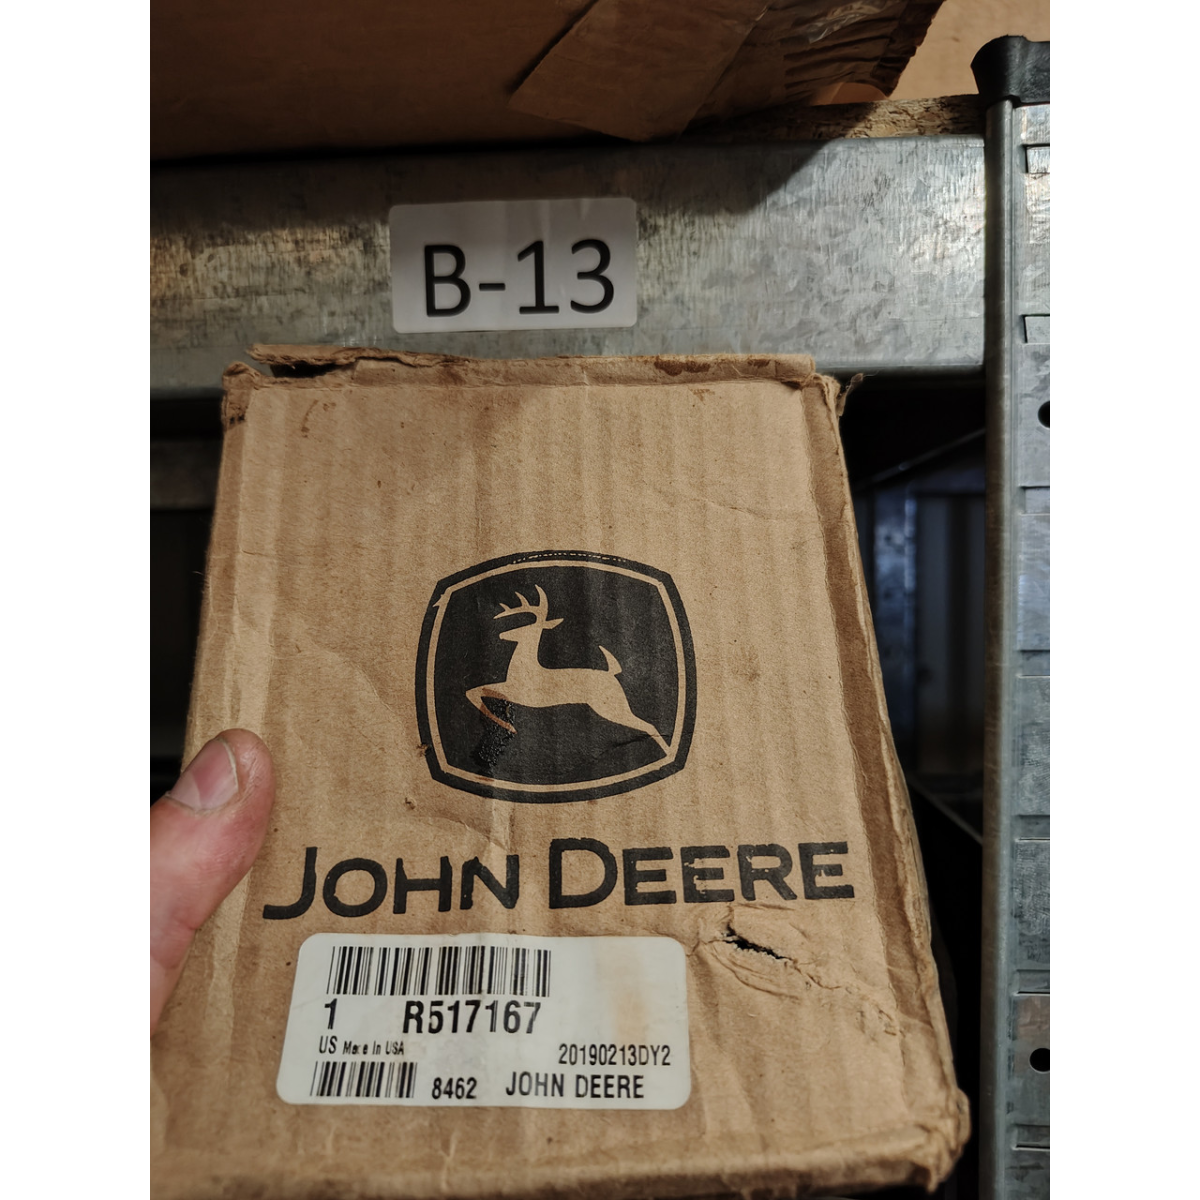 B-13
JOHN DEERE
1 R517167
US Made In USA
20190213DY2
8462 JOHN DEERE